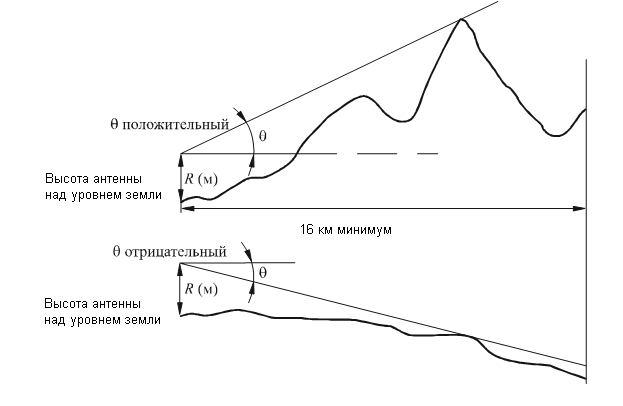 θ положительный
θ
Высота антенны
над уровнем земли
R (м)
16 км минимум
θ отрицательный
θ
R (м)
Высота антенны
над уровнем земли